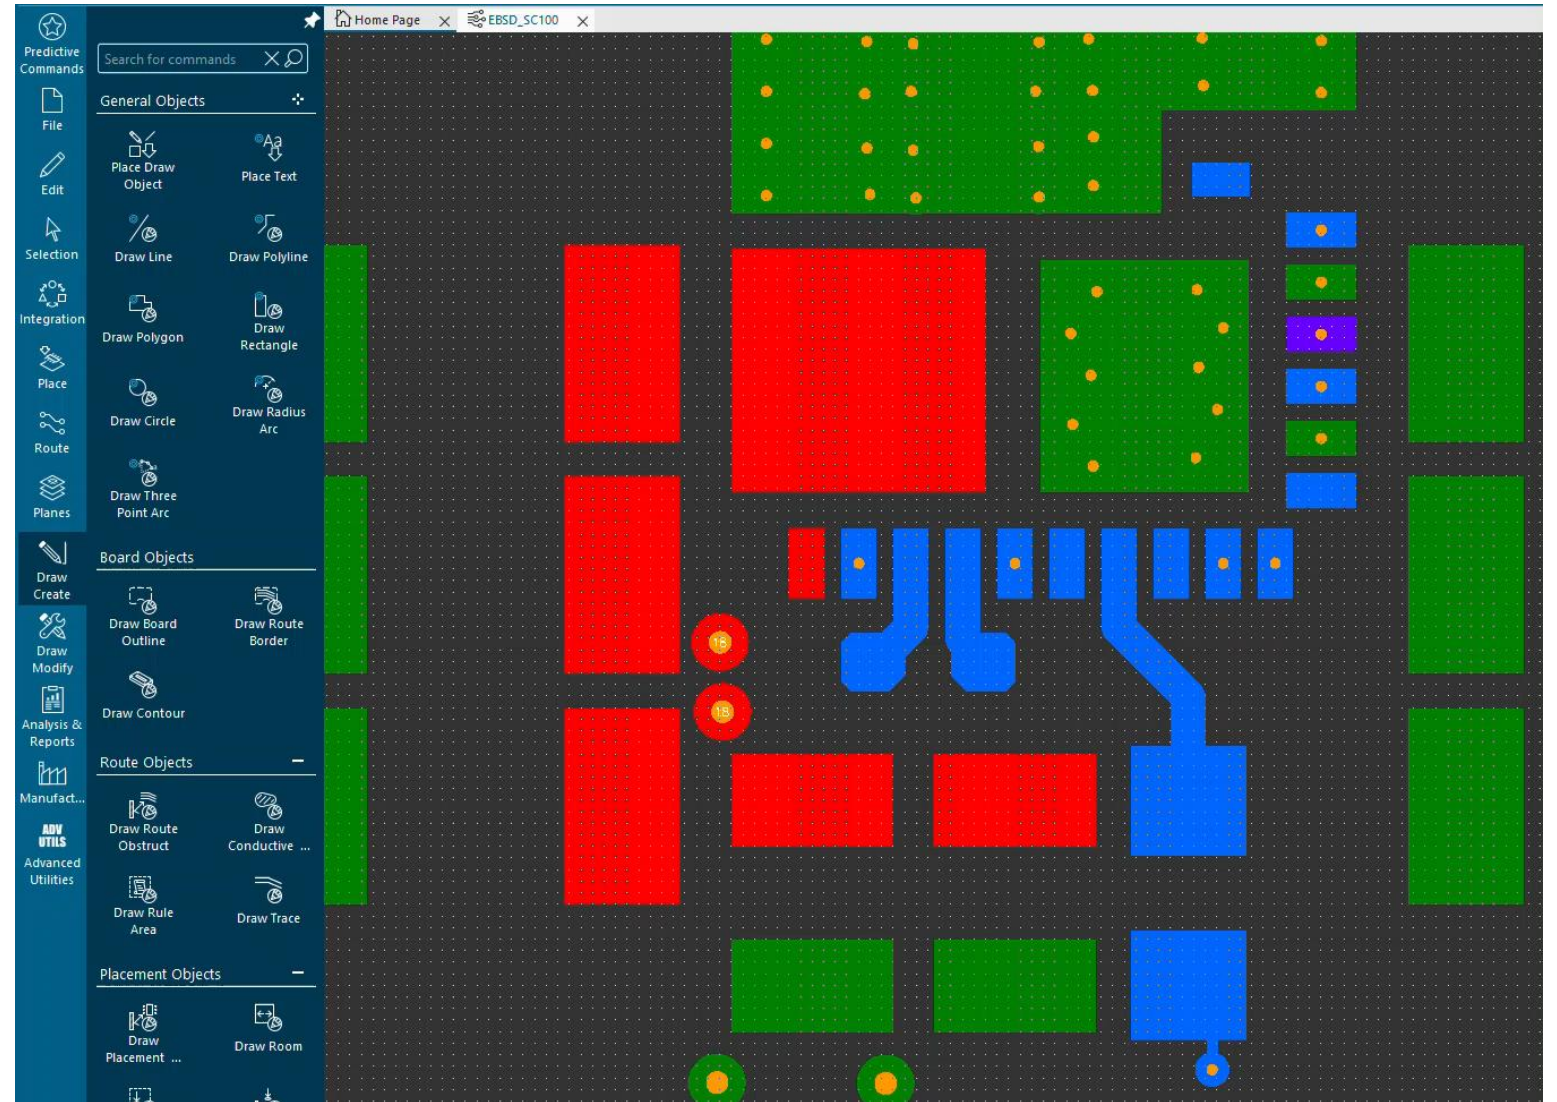 Home Page
EBSD_SC100
Predictive
Commands
File
Edit
Selection
Integration
Place
Route
Planes
Draw
Create
Draw
Modify
Analysis &
Reports
Manufact...
ADV
UTILS
Advanced
Utilities
Search for commands
General Objects
Place Draw
Object
Place Text
Draw Line
Draw Polyline
Draw Polygon
Draw
Rectangle
Draw Circle
Draw Radius
Arc
Draw Three
Point Arc
Board Objects
Draw Board
Outline
Draw Route
Border
Draw Contour
Route Objects
Draw Route
Obstruct
Draw
Conductive ...
Draw Rule
Area
Draw Trace
Placement Objects
Draw
Placement ...
Draw Room
18
18